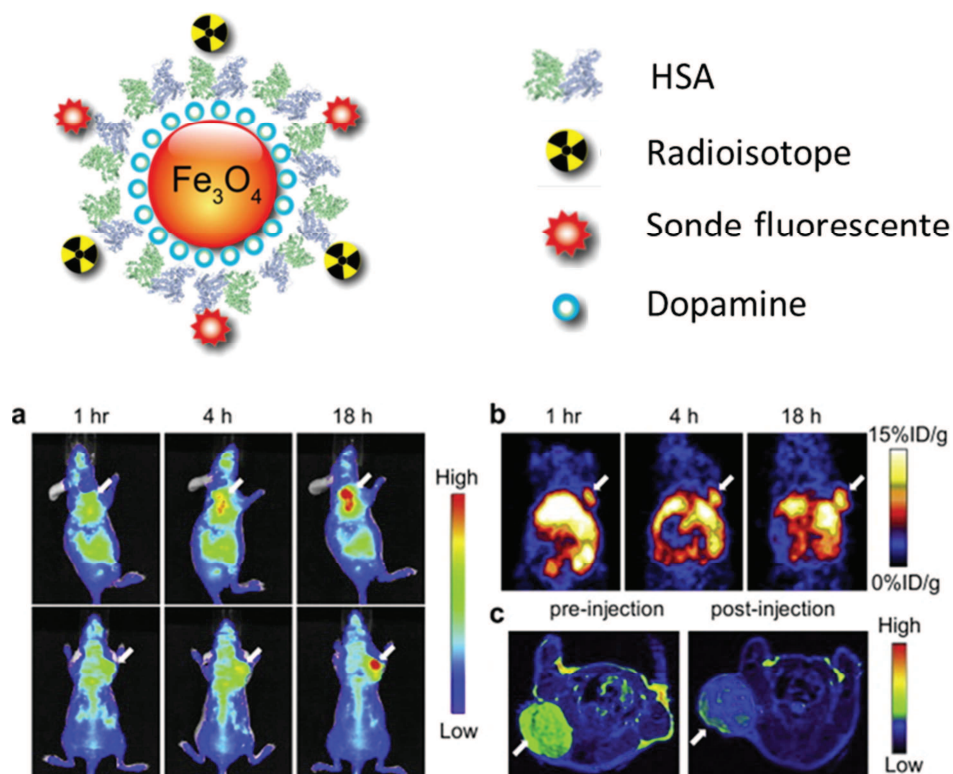 Fe3O4
HSA
Radioisotope
Sonde fluorescente
Dopamine
a
1 hr 4 h 18 h
High
Low
b
1 hr 4 h 18 h
15%ID/g
0%ID/g
c
pre-injection post-injection
High
Low